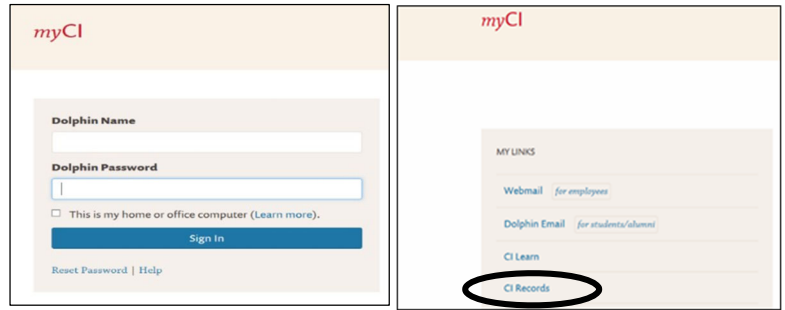 myCI
Dolphin Name
Dolphin Password
This is my home or office computer (Learn more).
Sign In
Reset Password | Help
myCI
MY LINKS
Webmail for employees
Dolphin Email for students/alumni
CI Learn
CI Records